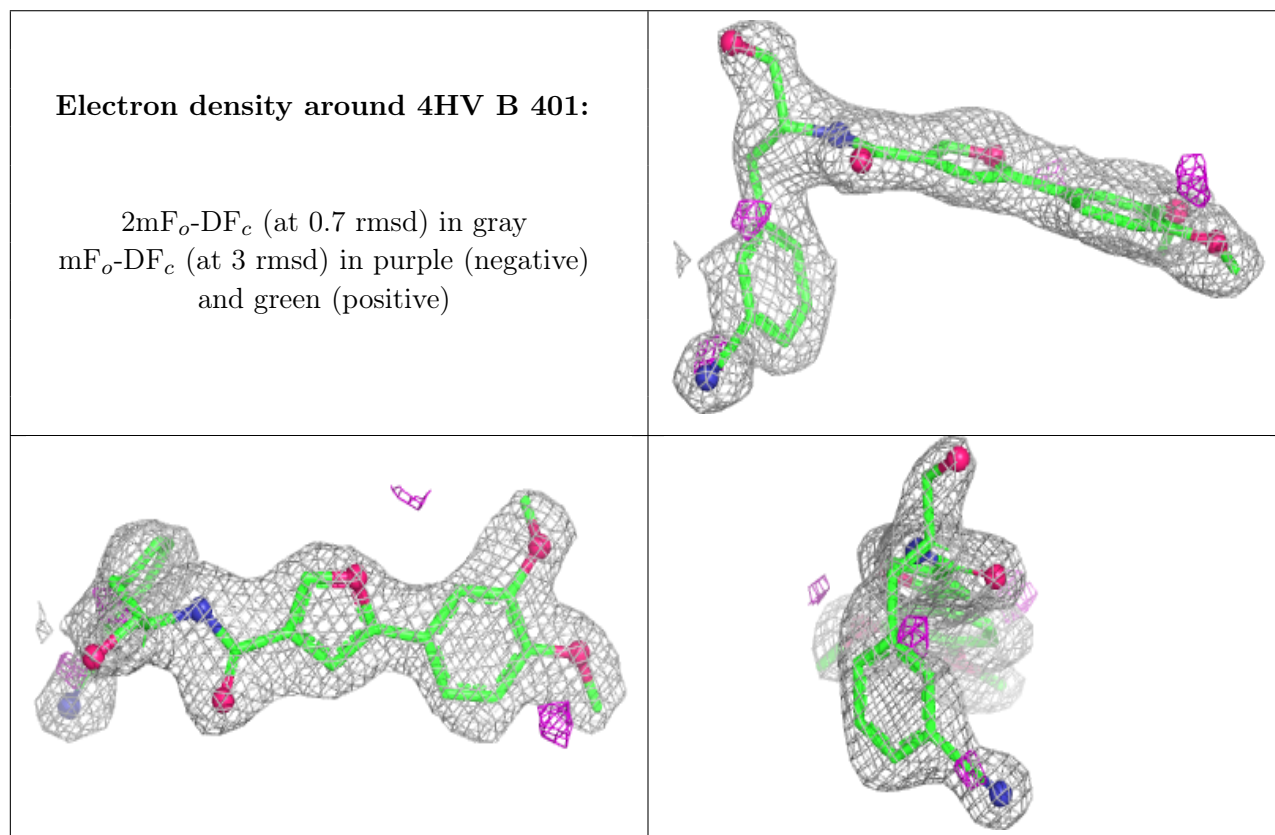 Electron density around 4HV B 401:
2mFo-DFc (at 0.7 rmsd) in gray
mFo-DFc (at 3 rmsd) in purple (negative)
and green (positive)